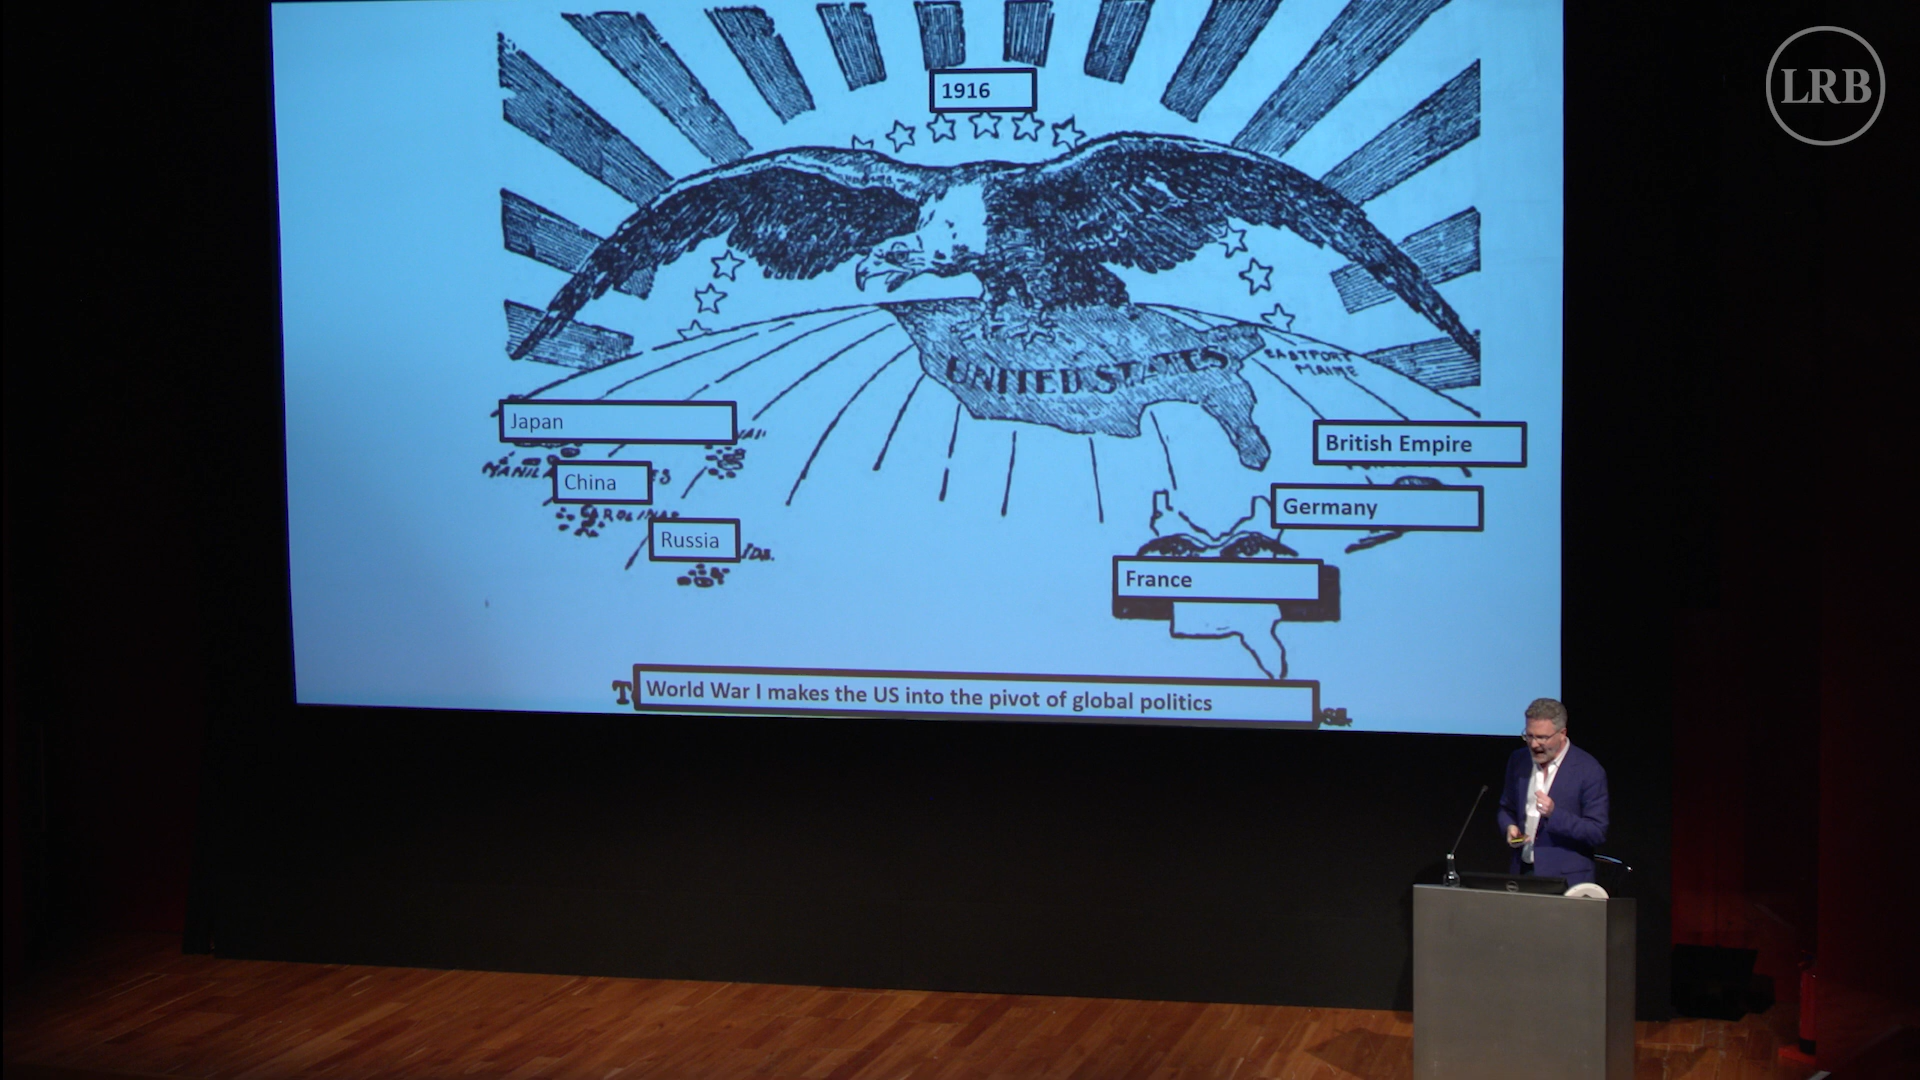 LRB
1916
UNITED STATES
EASTPORT
MAINE
Japan
British Empire
China
CAROLINAS
Germany
Russia
France
World War I makes the US into the pivot of global politics